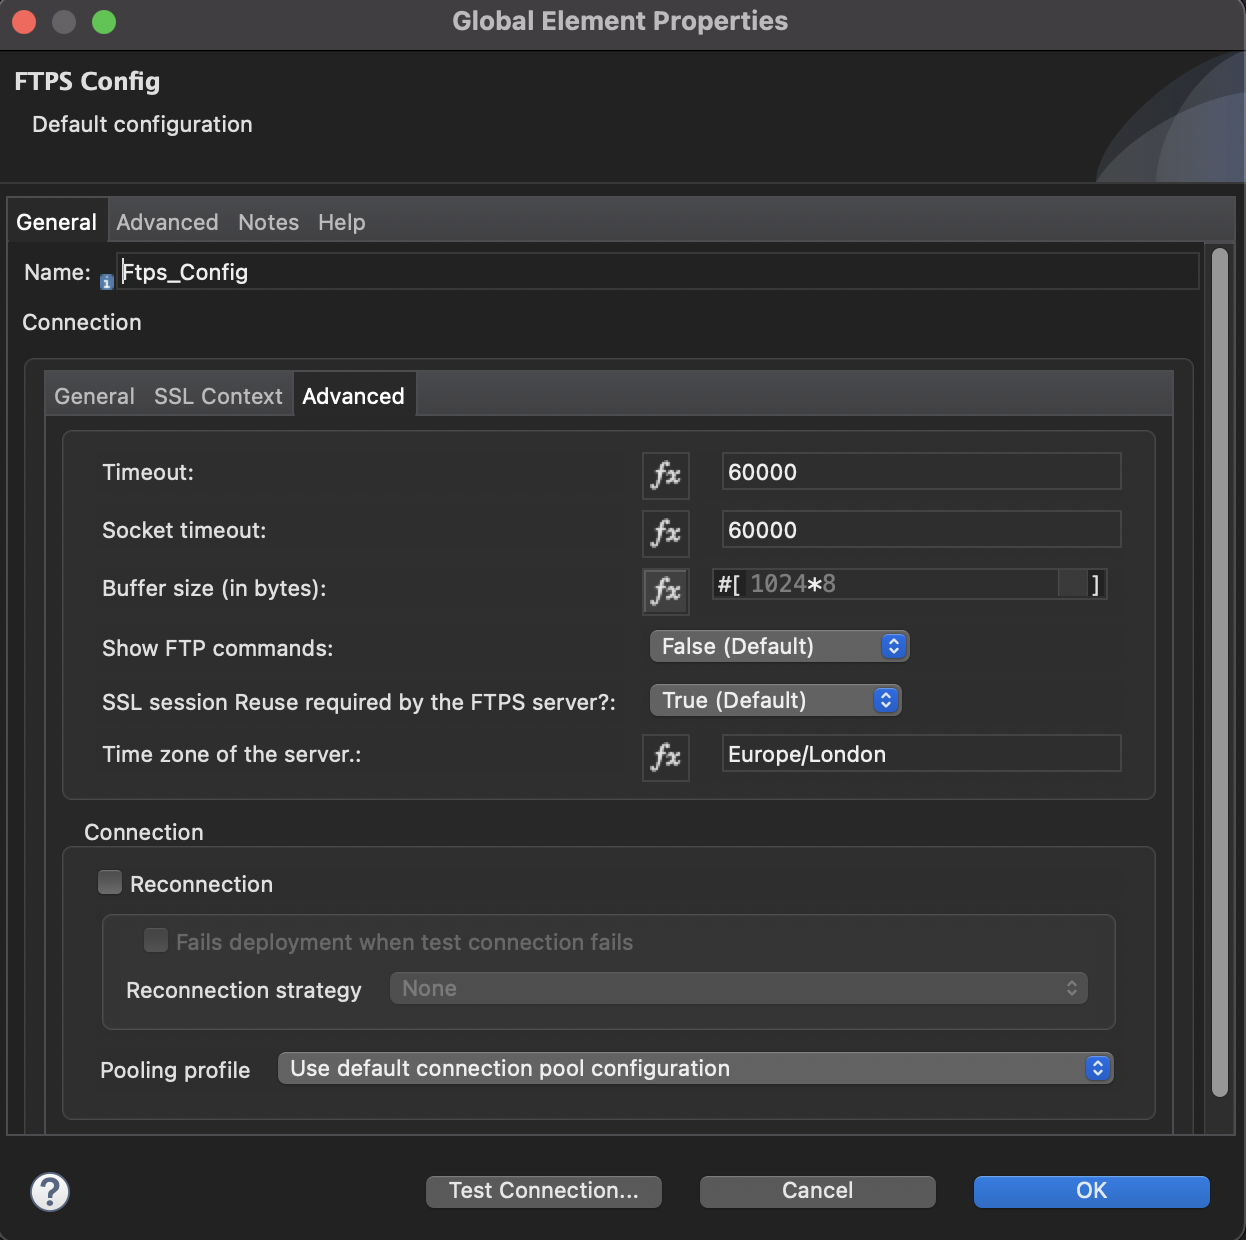 Global Element Properties
FTPS Config
Default configuration
General Advanced Notes Help
Name: Ftps_Config
Connection
General SSL Context Advanced
Timeout: fx 60000
Socket timeout: fx 60000
Buffer size (in bytes): fx #[ 1024*8 ]
Show FTP commands: False (Default)
SSL session Reuse required by the FTPS server?: True (Default)
Time zone of the server.: fx Europe/London
Connection
Reconnection
Fails deployment when test connection fails
Reconnection strategy None
Pooling profile Use default connection pool configuration
? Test Connection... Cancel OK